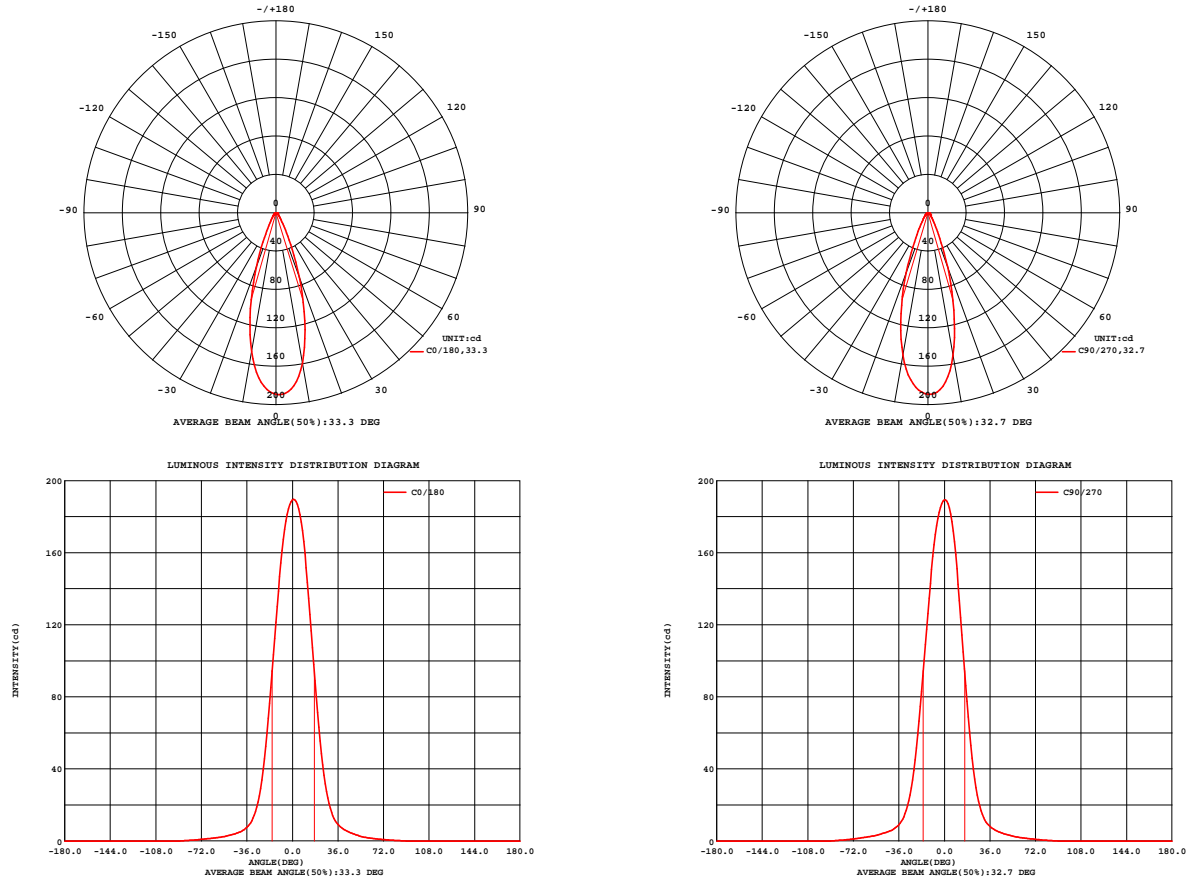 -/+180
-150
150
-120
120
-90
90
-60
60
-30
30
0
0
40
80
120
160
200
UNIT:cd
C0/180,33.3
AVERAGE BEAM ANGLE(50%):33.3 DEG
-/+180
-150
150
-120
120
-90
90
-60
60
-30
30
0
0
40
80
120
160
200
UNIT:cd
C90/270,32.7
AVERAGE BEAM ANGLE(50%):32.7 DEG
LUMINOUS INTENSITY DISTRIBUTION DIAGRAM
C0/180
INTENSITY(cd)
200
160
120
80
40
0
-180.0 -144.0 -108.0 -72.0 -36.0 0.0 36.0 72.0 108.0 144.0 180.0
ANGLE(DEG)
AVERAGE BEAM ANGLE(50%):33.3 DEG
LUMINOUS INTENSITY DISTRIBUTION DIAGRAM
C90/270
INTENSITY(cd)
200
160
120
80
40
0
-180.0 -144.0 -108.0 -72.0 -36.0 0.0 36.0 72.0 108.0 144.0 180.0
ANGLE(DEG)
AVERAGE BEAM ANGLE(50%):32.7 DEG